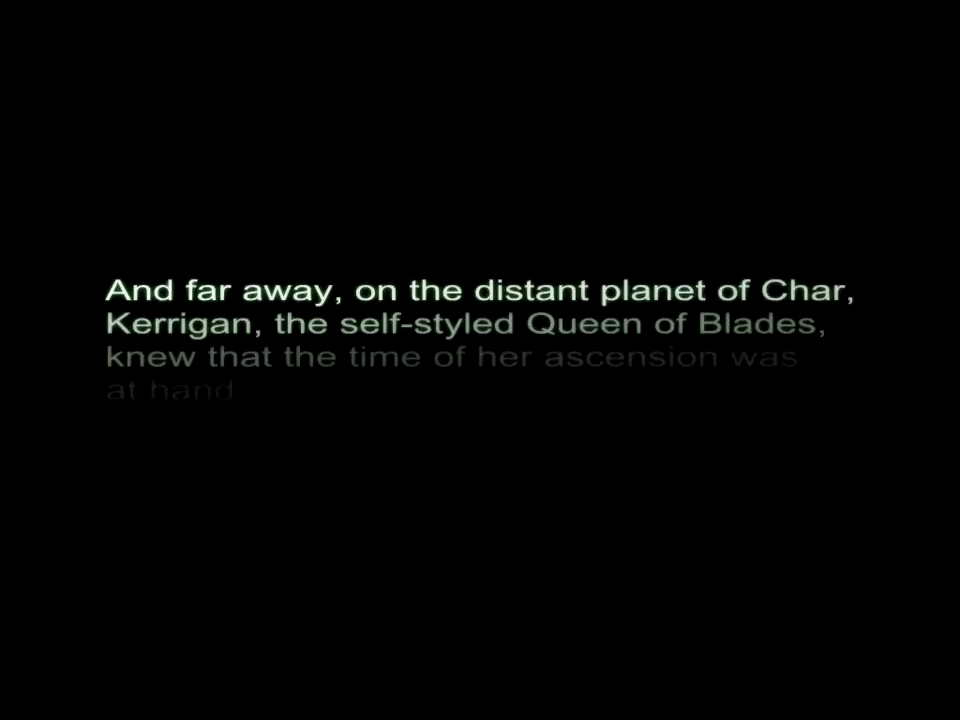 And far away, on the distant planet of Char,
Kerrigan, the self-styled Queen of Blades,
knew that the time of her ascension was
at hand